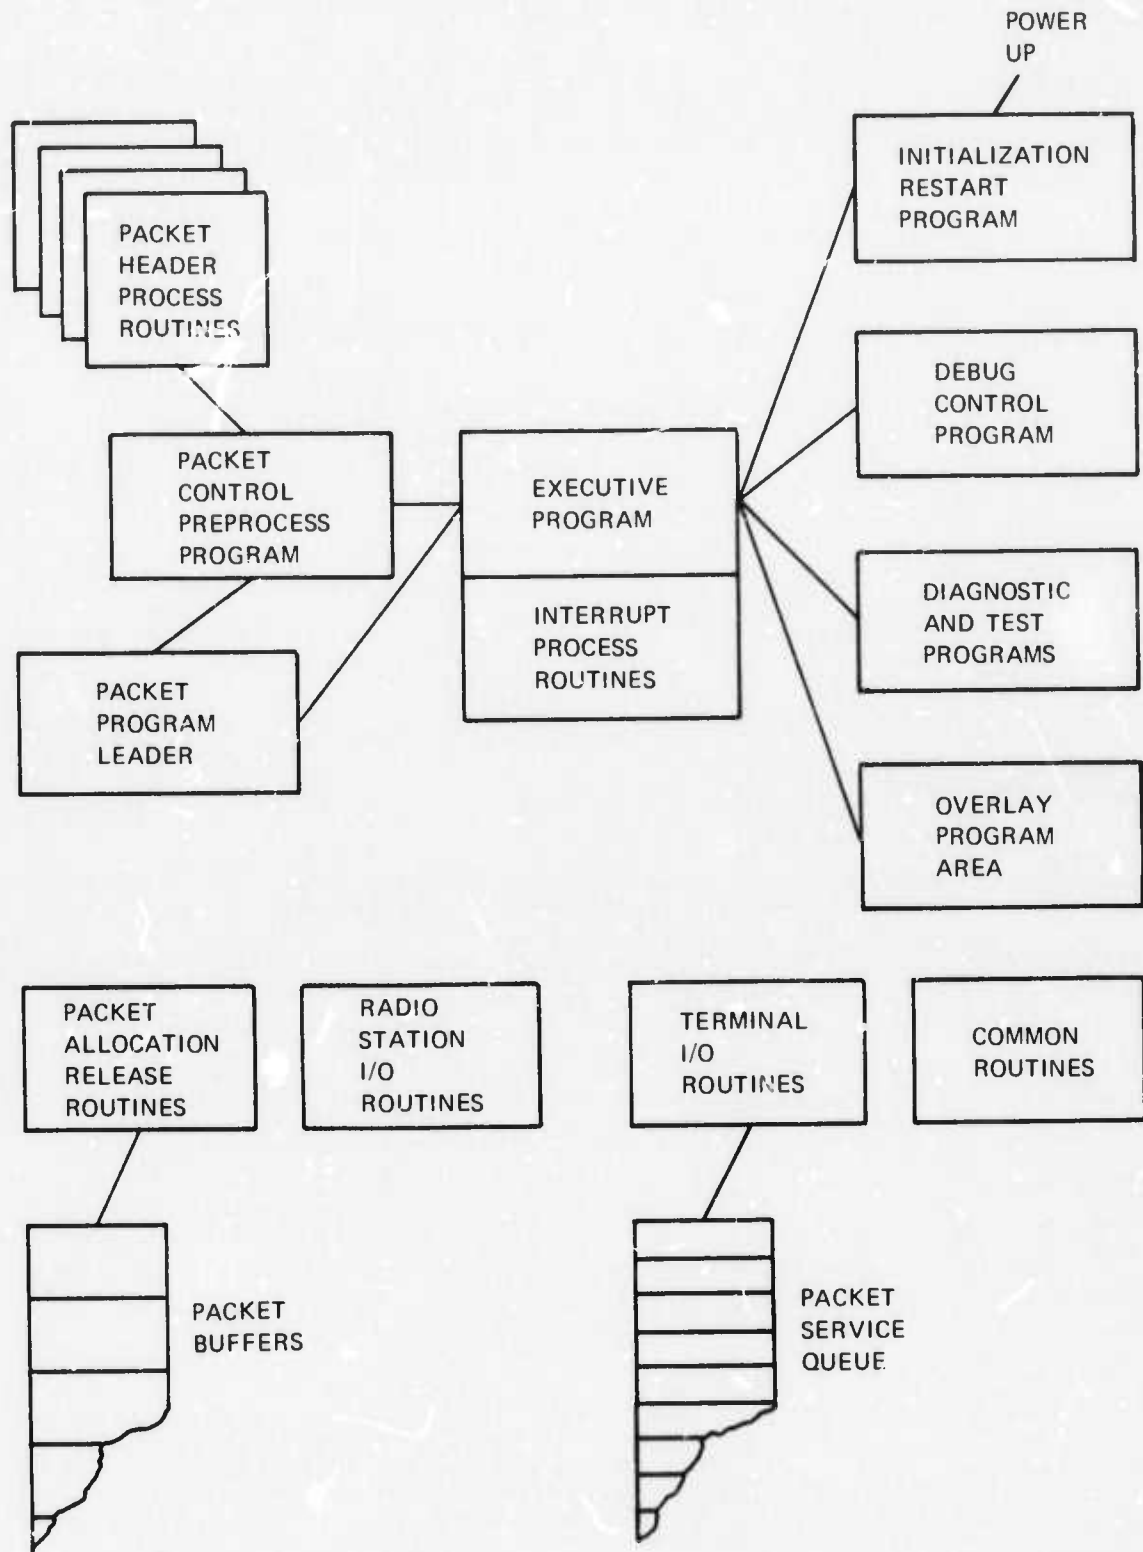 POWER
UP
INITIALIZATION
RESTART
PROGRAM
PACKET
HEADER
PROCESS
ROUTINES
DEBUG
CONTROL
PROGRAM
PACKET
CONTROL
PREPROCESS
PROGRAM
EXECUTIVE
PROGRAM
INTERRUPT
PROCESS
ROUTINES
DIAGNOSTIC
AND TEST
PROGRAMS
PACKET
PROGRAM
LEADER
OVERLAY
PROGRAM
AREA
PACKET
ALLOCATION
RELEASE
ROUTINES
RADIO
STATION
I/O
ROUTINES
TERMINAL
I/O
ROUTINES
COMMON
ROUTINES
PACKET
BUFFERS
PACKET
SERVICE
QUEUE